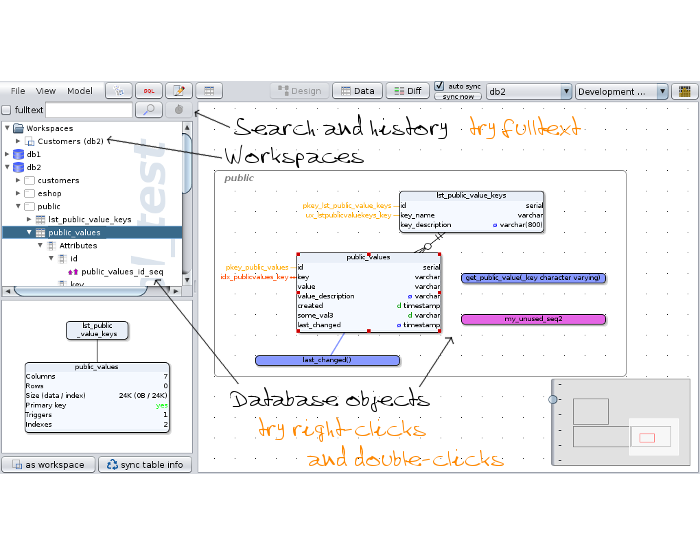 File View Model SQL Design Data Diff auto sync sync now db2 Development ...
fulltext
Workspaces
Customers (db2)
db1
db2
customers
eshop
public
lst_public_value_keys
public_values
Attributes
id
public_values_id_seq
key
Search and history try fulltext
Workspaces
public
lst_public_value_keys
pkey_lst_public_value_keys id serial
ux_lstpublicvaluekeys_key key_name varchar
key_description ø varchar(800)
public_values
pkey_public_values id serial
idx_publicvalues_key key varchar
value varchar
value_description ø varchar
created d timestamp
some_val3 d varchar
last_changed ø timestamp
get_public_value(_key character varying)
my_unused_seq2
last_changed()
lst_public
_value_keys
public_values
Columns 7
Rows 0
Size (data / index) 24K (0B / 24K)
Primary key yes
Triggers 1
Indexes 2
Database objects
try right-clicks
and double-clicks
as workspace sync table info